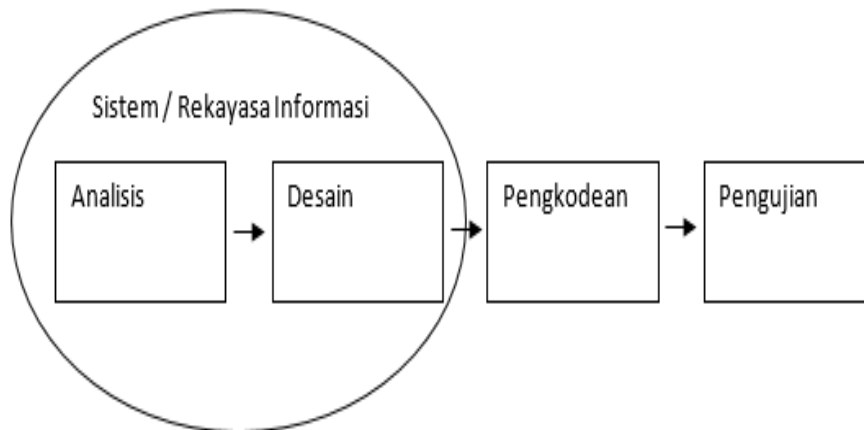 Sistem / Rekayasa Informasi
Analisis
Desain
Pengkodean
Pengujian